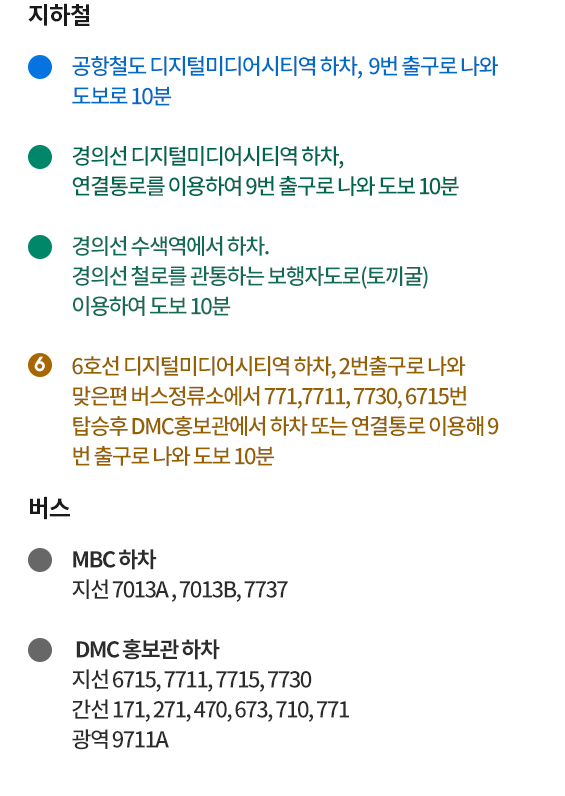 지하철
공항철도 디지털미디어시티역 하차, 9번 출구로 나와
도보로 10분
경의선 디지털미디어시티역 하차,
연결통로를 이용하여 9번 출구로 나와 도보 10분
경의선 수색역에서 하차.
경의선 철로를 관통하는 보행자도로(토끼굴)
이용하여 도보 10분
6 6호선 디지털미디어시티역 하차, 2번출구로 나와
맞은편 버스정류소에서 771,7711, 7730, 6715번
탑승후 DMC홍보관에서 하차 또는 연결통로 이용해 9
번 출구로 나와 도보 10분
버스
MBC 하차
지선 7013A , 7013B, 7737
DMC 홍보관 하차
지선 6715, 7711, 7715, 7730
간선 171, 271, 470, 673, 710, 771
광역 9711A